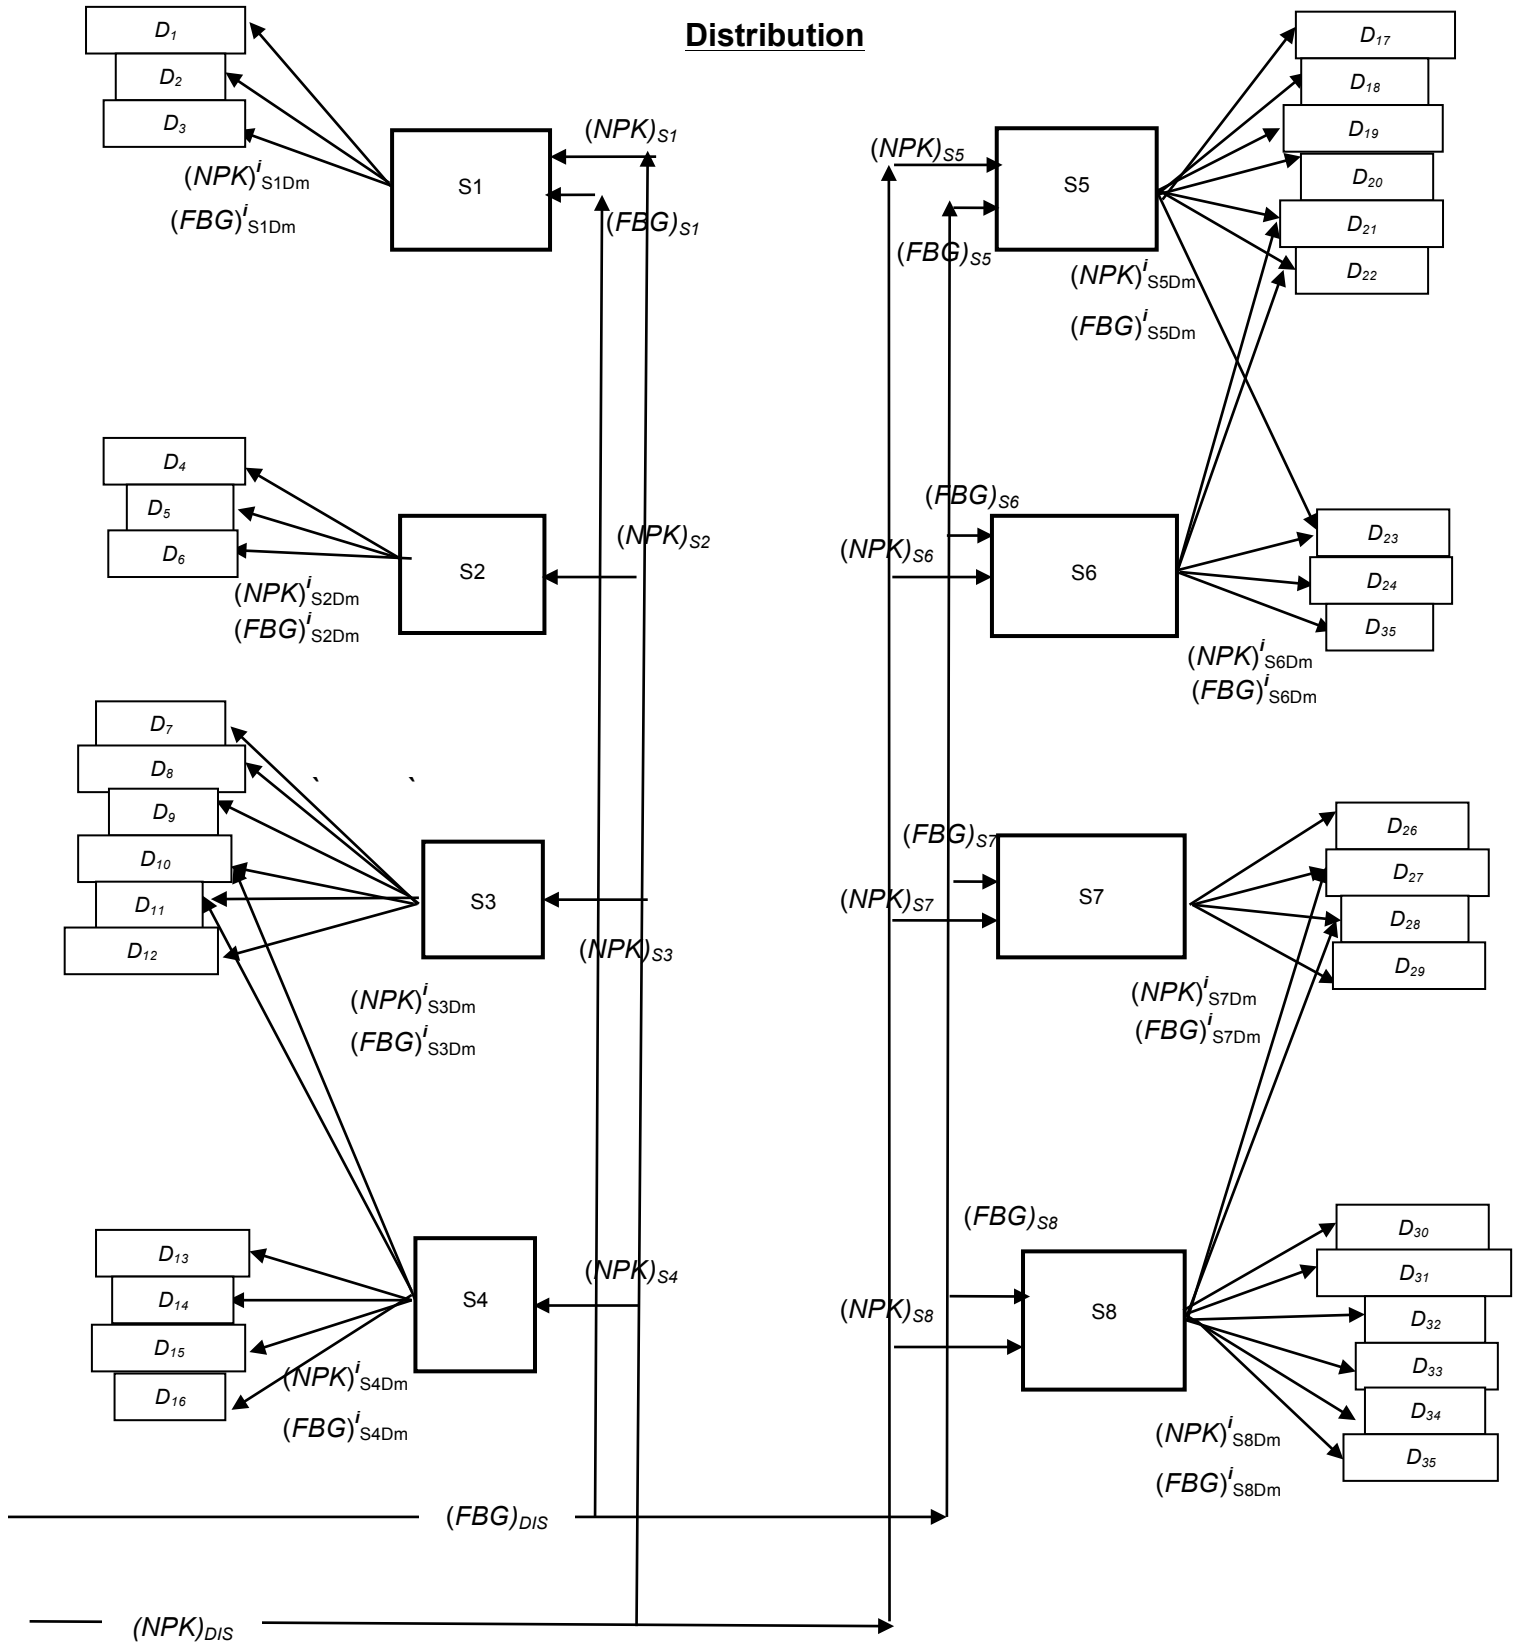 Distribution
D1
D2
D3
(NPK)iS1Dm
(FBG)iS1Dm
S1
(NPK)S1
(FBG)S1
D4
D5
D6
(NPK)iS2Dm
(FBG)iS2Dm
S2
(NPK)S2
D7
D8
D9
D10
D11
D12
` `
S3
(NPK)S3
(NPK)iS3Dm
(FBG)iS3Dm
D13
D14
D15
D16
(NPK)iS4Dm
(FBG)iS4Dm
S4
(NPK)S4
(NPK)S5
(FBG)S5
S5
(NPK)iS5Dm
(FBG)iS5Dm
D17
D18
D19
D20
D21
D22
(FBG)S6
(NPK)S6
S6
(NPK)iS6Dm
(FBG)iS6Dm
D23
D24
D35
(FBG)S7
(NPK)S7
S7
(NPK)iS7Dm
(FBG)iS7Dm
D26
D27
D28
D29
(FBG)S8
(NPK)S8
S8
(NPK)iS8Dm
(FBG)iS8Dm
D30
D31
D32
D33
D34
D35
(FBG)DIS
(NPK)DIS